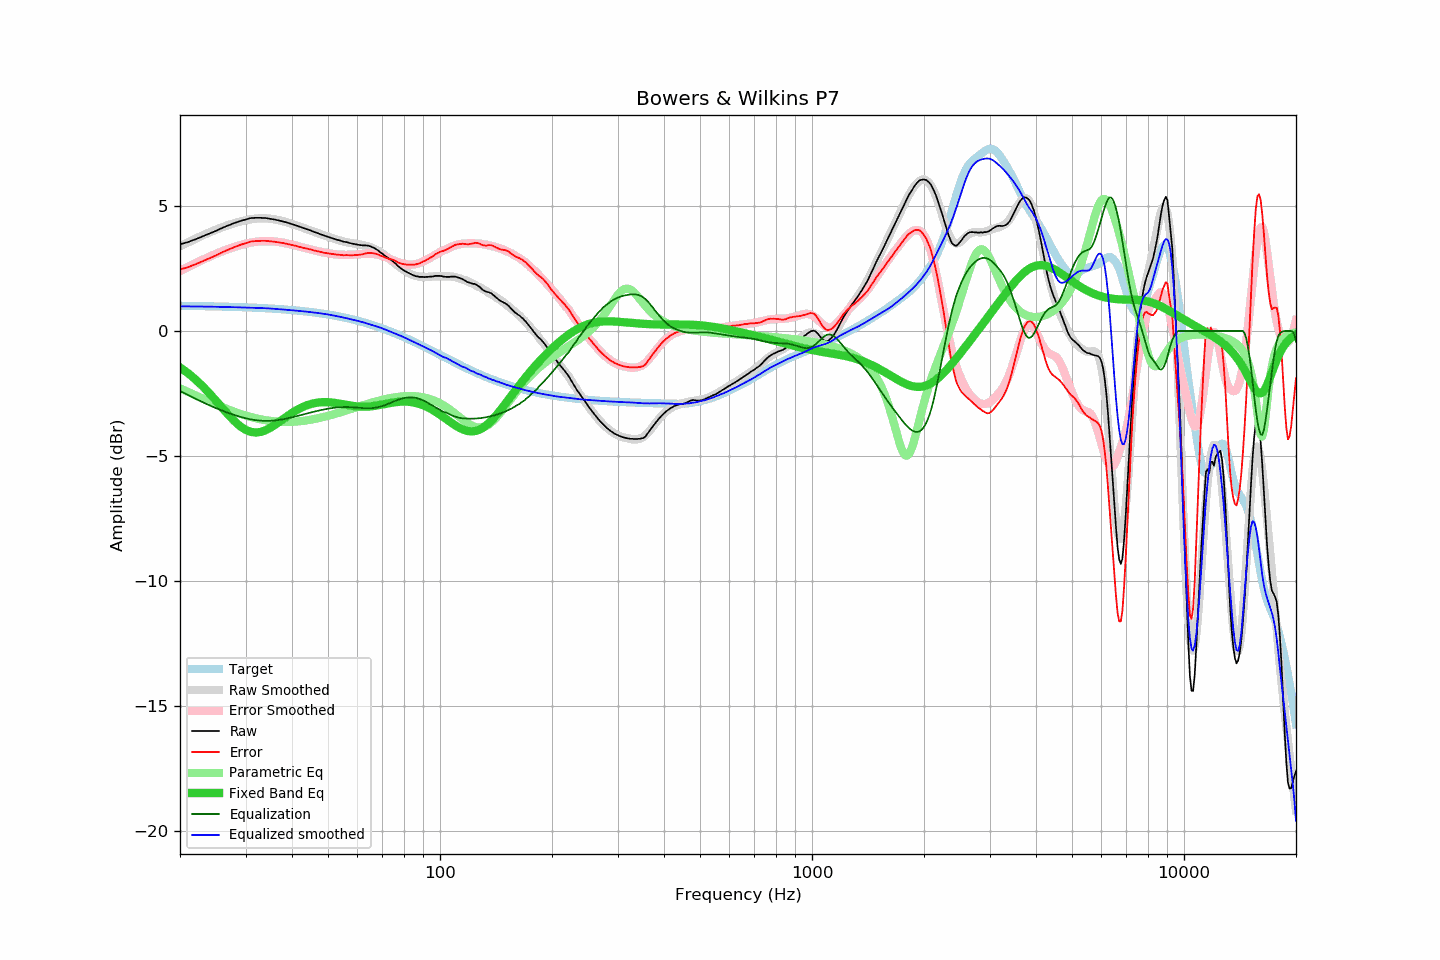 Bowers & Wilkins P7
Amplitude (dBr)
5
0
−5
−10
−15
−20
Target
Raw Smoothed
Error Smoothed
Raw
Error
Parametric Eq
Fixed Band Eq
Equalization
Equalized smoothed
100
1000
10000
Frequency (Hz)